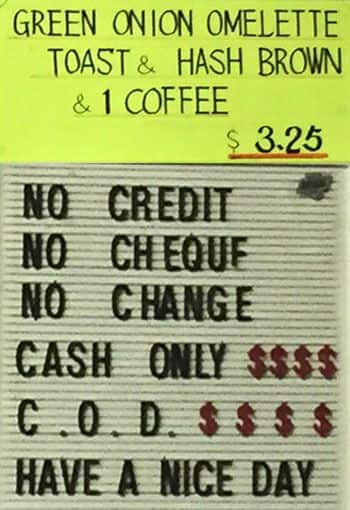 GREEN ONION OMELETTE
TOAST & HASH BROWN
& 1 COFFEE
$ 3.25
NO CREDIT
NO CHEQUF
NO CHANGE
CASH ONLY $$$$
C.O.D. $ $ $ $
HAVE A NICE DAY